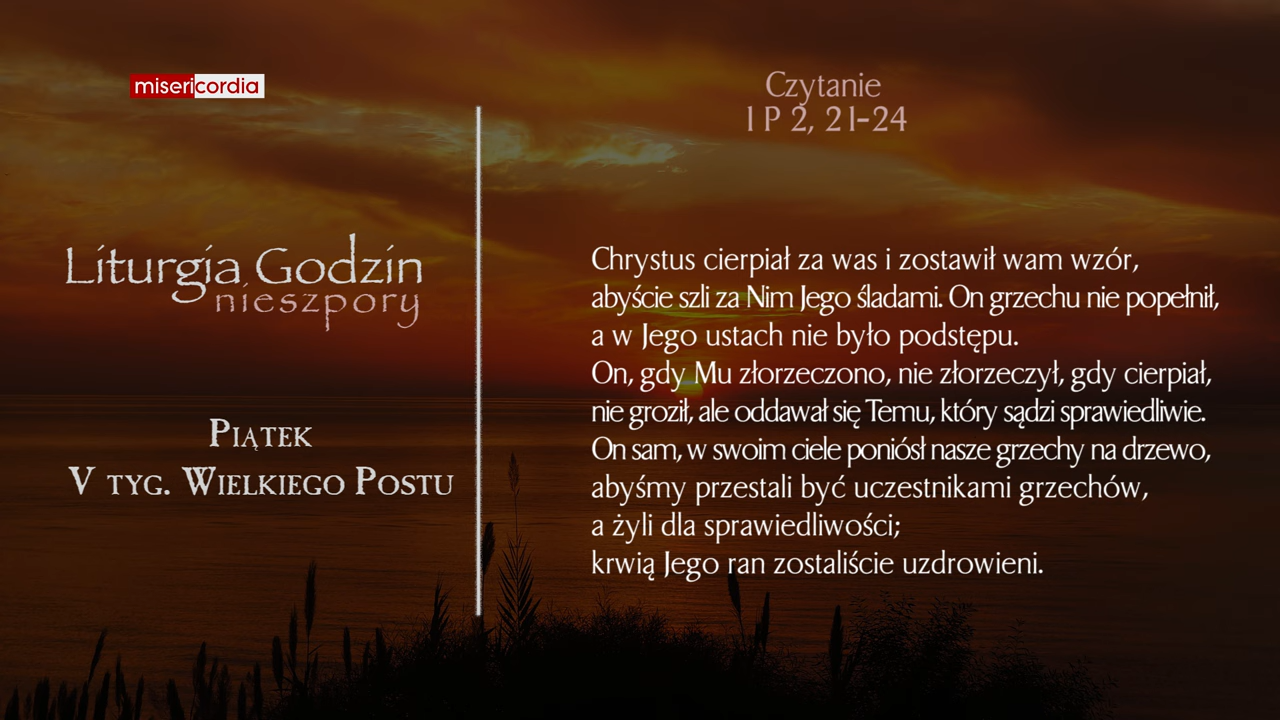 misericordia
Liturgia Godzin
nieszpory
Piątek
V tyg. Wielkiego Postu
Czytanie
1 P 2, 21-24
Chrystus cierpiał za was i zostawił wam wzór,
abyście szli za Nim Jego śladami. On grzechu nie popełnił,
a w Jego ustach nie było podstępu.
On, gdy Mu złorzeczono, nie złorzeczył, gdy cierpiał,
nie groził, ale oddawał się Temu, który sądzi sprawiedliwie.
On sam, w swoim ciele poniósł nasze grzechy na drzewo,
abyśmy przestali być uczestnikami grzechów,
a żyli dla sprawiedliwości;
krwią Jego ran zostaliście uzdrowieni.